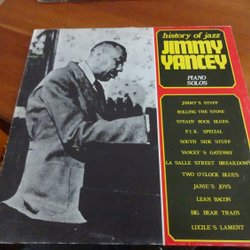 history of jazz
JIMMY
YANCEY
PIANO
SOLOS
JIMMY'S STUFF
ROLLING THE STONE
STEADY ROCK BLUES
P.L.K. SPECIAL
SOUTH SIDE STUFF
YANCEY'S GATEWAY
LA SALLE STREET BREAKDOWN
TWO O'CLOCK BLUES
JANIE'S JOYS
LEAN BACON
BIG BEAR TRAIN
LUCILE'S LAMENT